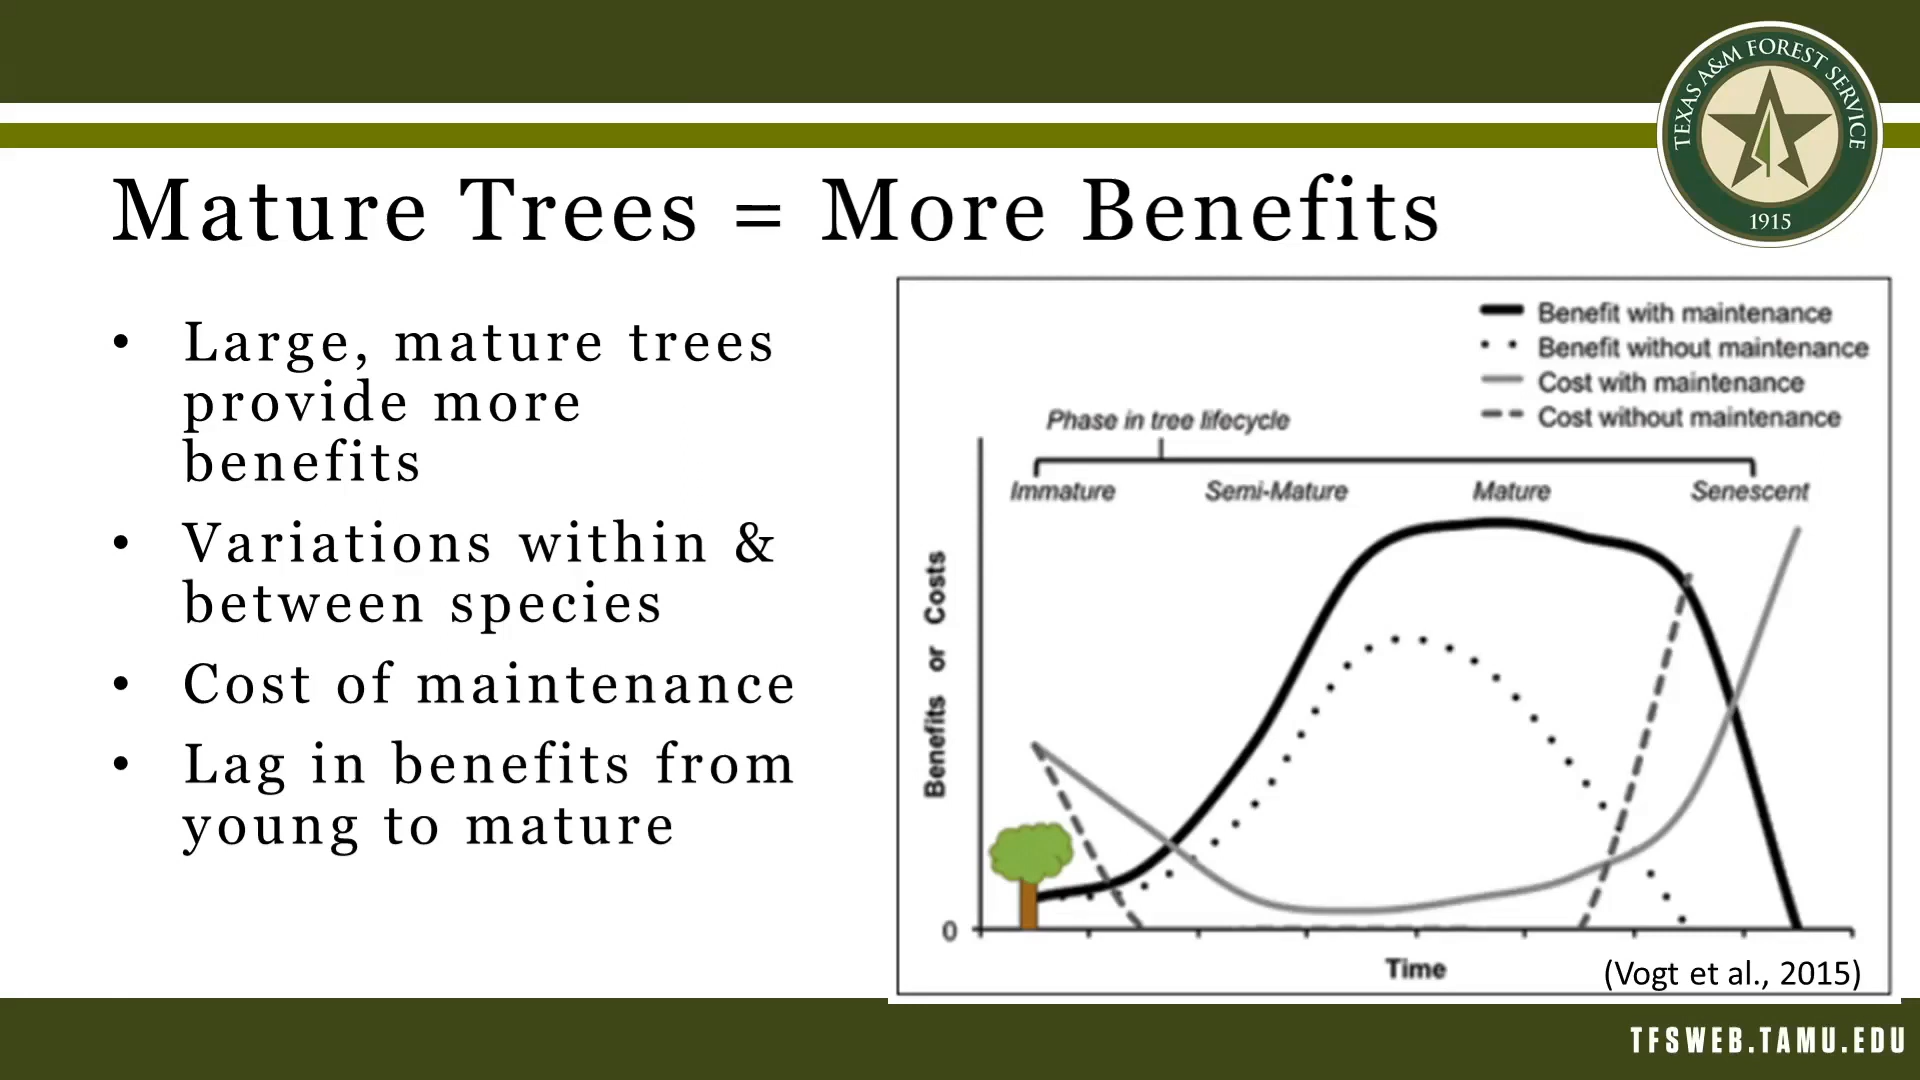 TEXAS A&M FOREST SERVICE
1915
Mature Trees = More Benefits
• Large, mature trees
provide more
benefits
• Variations within &
between species
• Cost of maintenance
• Lag in benefits from
young to mature
Benefit with maintenance
Benefit without maintenance
Cost with maintenance
Cost without maintenance
Phase in tree lifecycle
Immature Semi-Mature Mature Senescent
Benefits or Costs
0
Time
(Vogt et al., 2015)
TFSWEB.TAMU.EDU